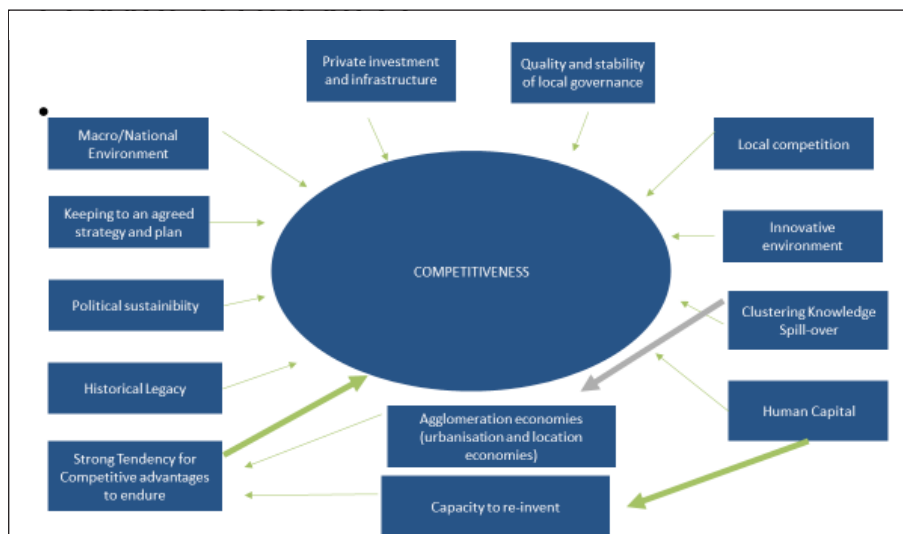 Private investment
and infrastructure
Quality and stability
of local governance
Macro/National
Environment
Local competition
Keeping to an agreed
strategy and plan
Innovative
environment
COMPETITIVENESS
Political sustainibiity
Clustering Knowledge
Spill-over
Historical Legacy
Human Capital
Agglomeration economies
(urbanisation and location
economies)
Strong Tendency for
Competitive advantages
to endure
Capacity to re-invent